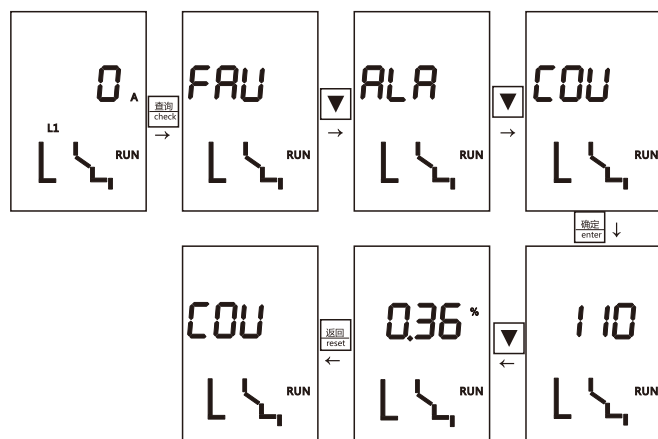 0 A
L1
RUN
查询
check
→
FAU
RUN
▼
→
ALA
RUN
▼
→
COU
RUN
确定
enter
↓
110
RUN
▼
←
0.36 %
RUN
返回
reset
←
COU
RUN